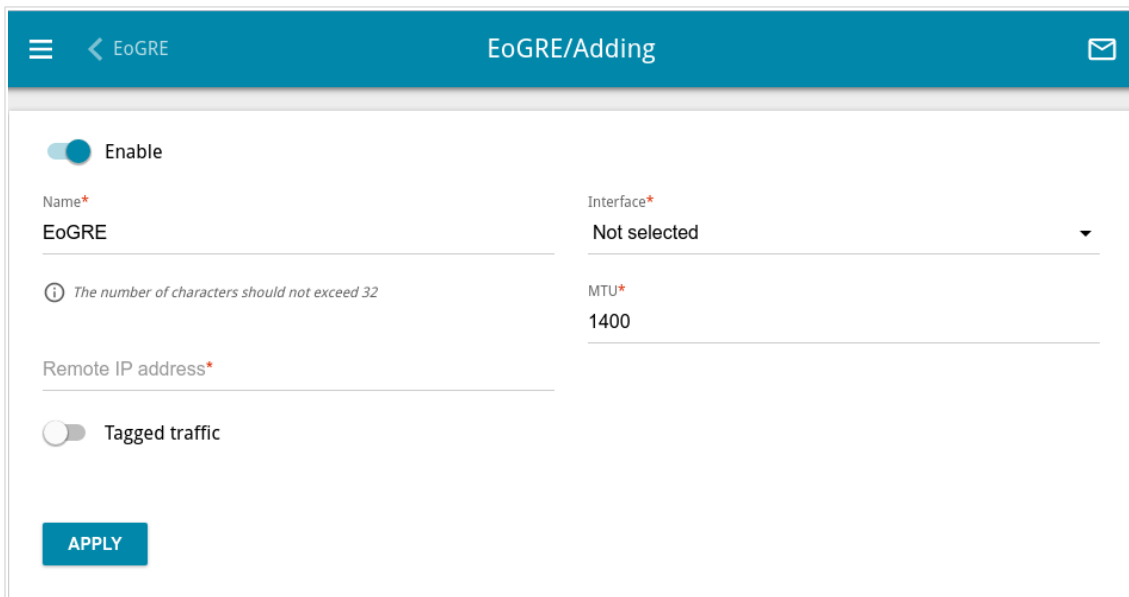 EoGRE
EoGRE/Adding
Enable
Name*
EoGRE
The number of characters should not exceed 32
Remote IP address*
Tagged traffic
Interface*
Not selected
MTU*
1400
APPLY